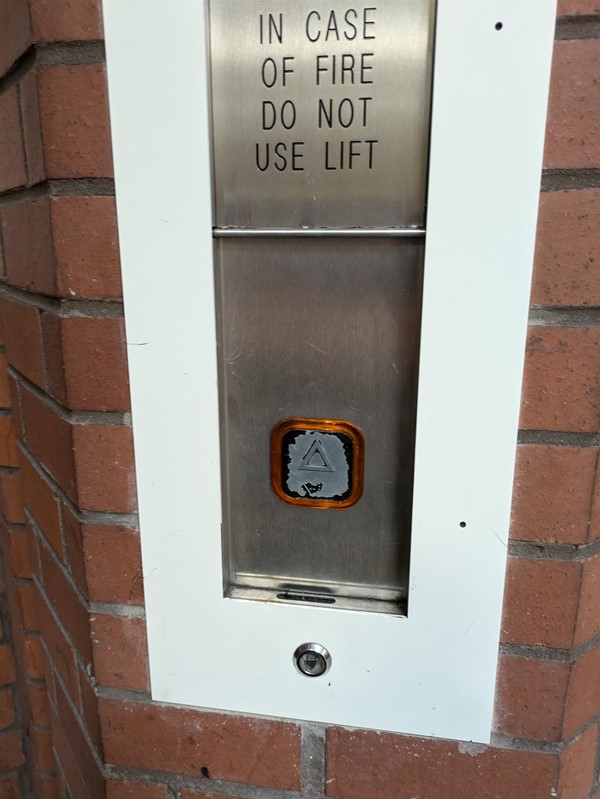 IN CASE
OF FIRE
DO NOT
USE LIFT